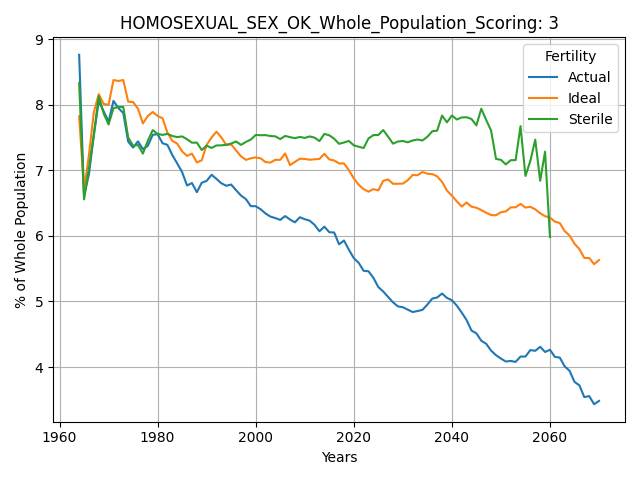 HOMOSEXUAL_SEX_OK_Whole_Population_Scoring: 3
% of Whole Population
9
8
7
6
5
4
Fertility
Actual
Ideal
Sterile
1960 1980 2000 2020 2040 2060
Years